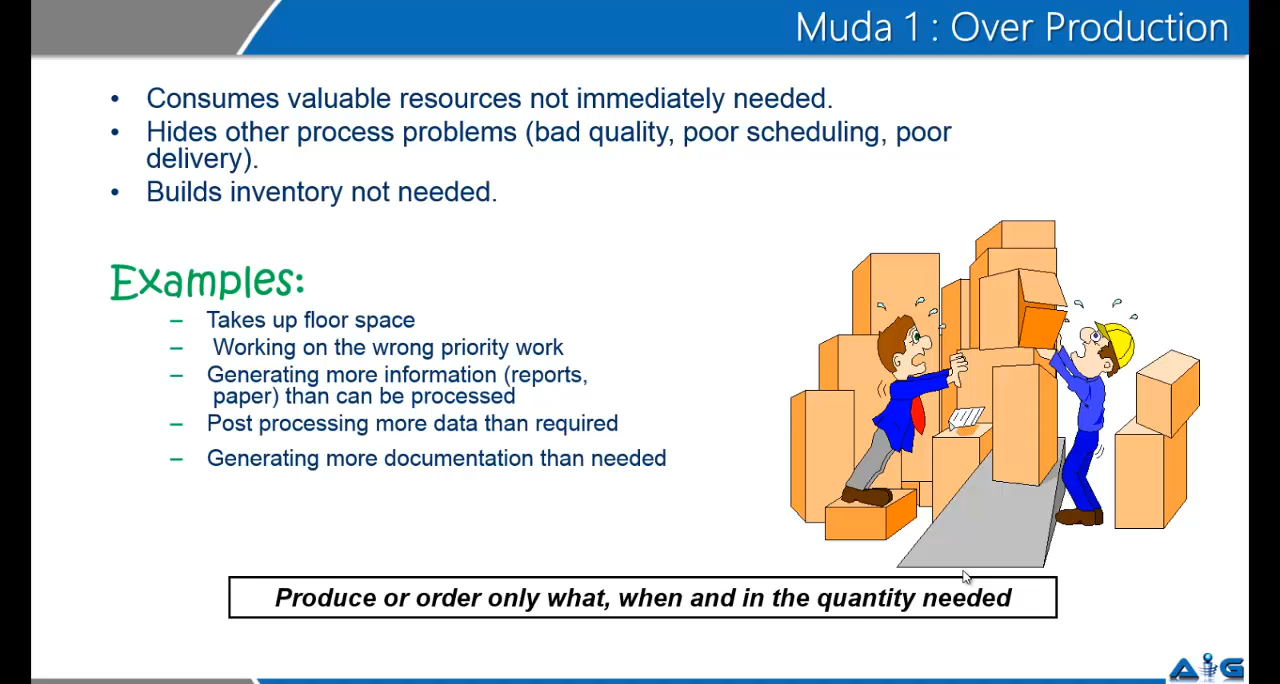 Muda 1 : Over Production
• Consumes valuable resources not immediately needed.
• Hides other process problems (bad quality, poor scheduling, poor
delivery).
• Builds inventory not needed.
Examples:
– Takes up floor space
– Working on the wrong priority work
– Generating more information (reports,
paper) than can be processed
– Post processing more data than required
– Generating more documentation than needed
Produce or order only what, when and in the quantity needed
AiG